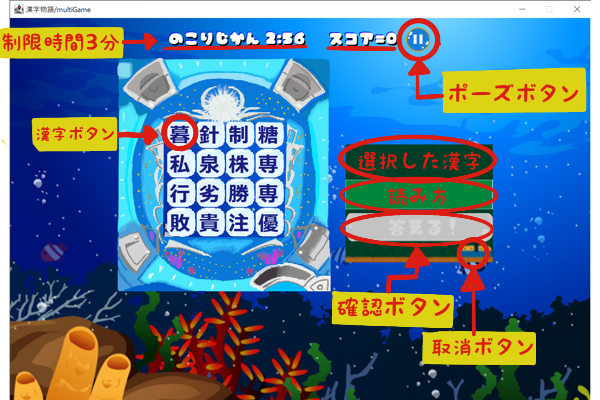 漢字物語/multiGame
制限時間3分
のこりじかん 2:56 スコア=0
ポーズボタン
漢字ボタン
暮針制糖
私泉株専
行劣勝専
敗貴注優
選択した漢字
読み方
答える!
確認ボタン
取消ボタン